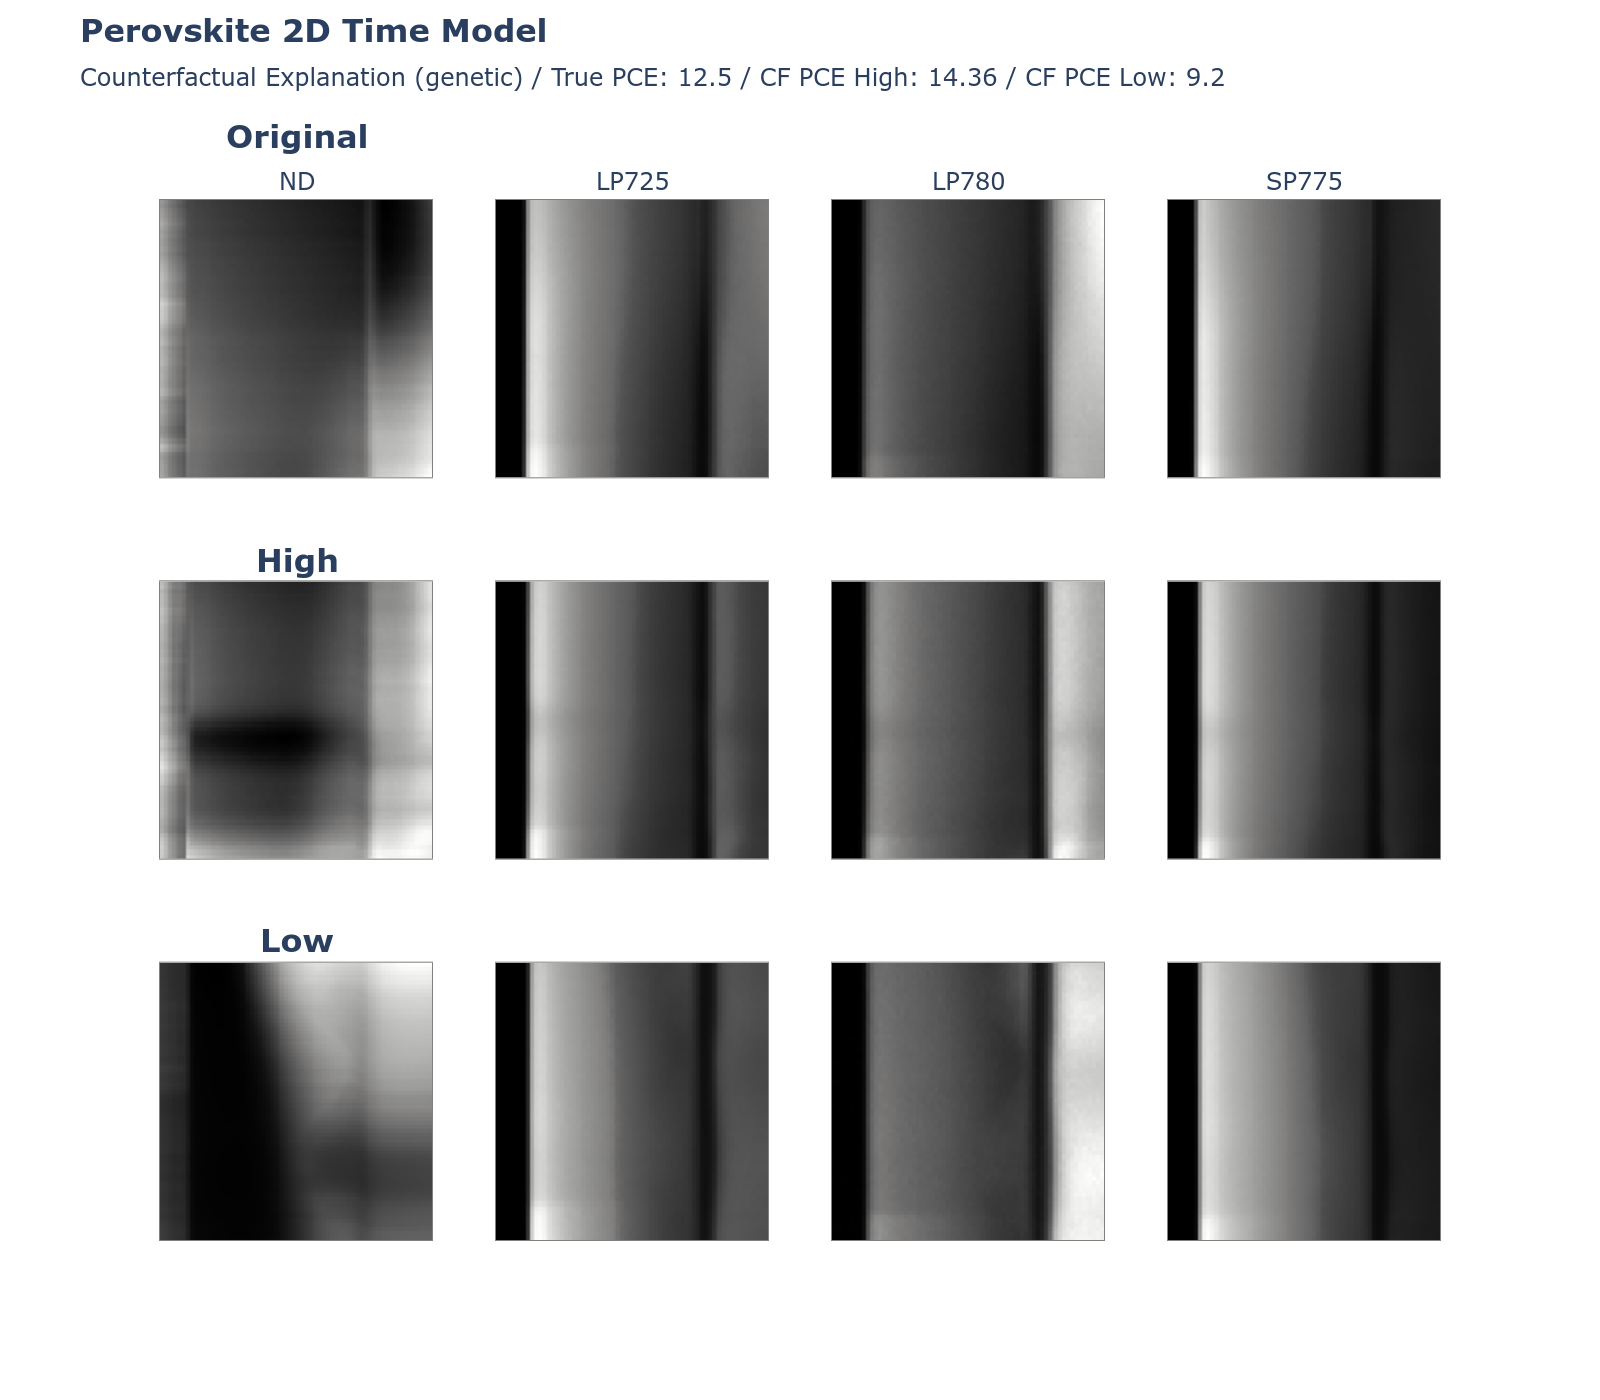 Perovskite 2D Time Model
Counterfactual Explanation (genetic) / True PCE: 12.5 / CF PCE High: 14.36 / CF PCE Low: 9.2
Original
ND LP725 LP780 SP775
High
Low